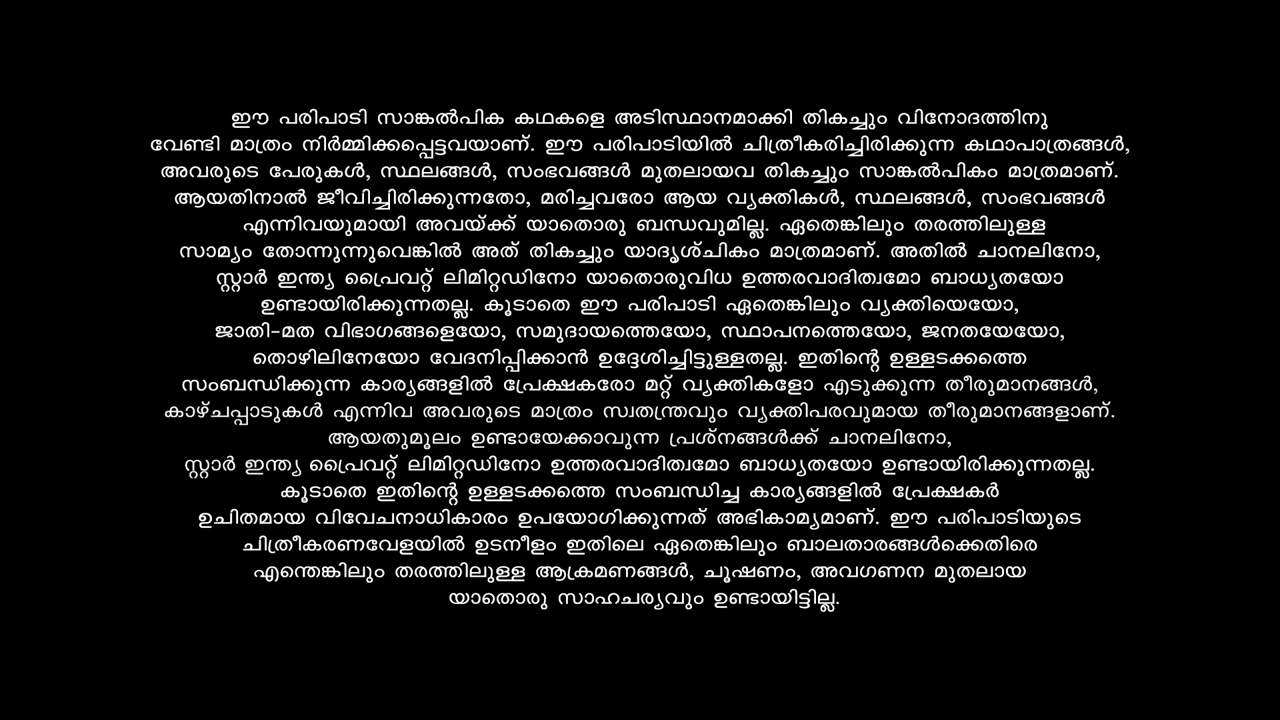 ഈ പരിപാടി സാങ്കൽപിക കഥകളെ അടിസ്ഥാനമാക്കി തികച്ചും വിനോദത്തിനു
വേണ്ടി മാത്രം നിർമ്മിക്കപ്പെട്ടവയാണ്. ഈ പരിപാടിയിൽ ചിത്രീകരിച്ചിരിക്കുന്ന കഥാപാത്രങ്ങൾ,
അവരുടെ പേരുകൾ, സ്ഥലങ്ങൾ, സംഭവങ്ങൾ മുതലായവ തികച്ചും സാങ്കൽപികം മാത്രമാണ്.
ആയതിനാൽ ജീവിച്ചിരിക്കുന്നതോ, മരിച്ചവരോ ആയ വ്യക്തികൾ, സ്ഥലങ്ങൾ, സംഭവങ്ങൾ
എന്നിവയുമായി അവയ്ക്ക് യാതൊരു ബന്ധവുമില്ല. ഏതെങ്കിലും തരത്തിലുള്ള
സാമ്യം തോന്നുന്നുവെങ്കിൽ അത് തികച്ചും യാദൃശ്ചികം മാത്രമാണ്. അതിൽ ചാനലിനോ,
സ്റ്റാർ ഇന്ത്യ പ്രൈവറ്റ് ലിമിറ്റഡിനോ യാതൊരുവിധ ഉത്തരവാദിത്വമോ ബാധ്യതയോ
ഉണ്ടായിരിക്കുന്നതല്ല. കൂടാതെ ഈ പരിപാടി ഏതെങ്കിലും വ്യക്തിയെയോ,
ജാതി-മത വിഭാഗങ്ങളെയോ, സമുദായത്തെയോ, സ്ഥാപനത്തെയോ, ജനതയേയോ,
തൊഴിലിനേയോ വേദനിപ്പിക്കാൻ ഉദ്ദേശിച്ചിട്ടുള്ളതല്ല. ഇതിന്റെ ഉള്ളടക്കത്തെ
സംബന്ധിക്കുന്ന കാര്യങ്ങളിൽ പ്രേക്ഷകരോ മറ്റ് വ്യക്തികളോ എടുക്കുന്ന തീരുമാനങ്ങൾ,
കാഴ്ചപ്പാടുകൾ എന്നിവ അവരുടെ മാത്രം സ്വതന്ത്രവും വ്യക്തിപരവുമായ തീരുമാനങ്ങളാണ്.
ആയതുമൂലം ഉണ്ടായേക്കാവുന്ന പ്രശ്നങ്ങൾക്ക് ചാനലിനോ,
സ്റ്റാർ ഇന്ത്യ പ്രൈവറ്റ് ലിമിറ്റഡിനോ ഉത്തരവാദിത്വമോ ബാധ്യതയോ ഉണ്ടായിരിക്കുന്നതല്ല.
കൂടാതെ ഇതിന്റെ ഉള്ളടക്കത്തെ സംബന്ധിച്ച കാര്യങ്ങളിൽ പ്രേക്ഷകർ
ഉചിതമായ വിവേചനാധികാരം ഉപയോഗിക്കുന്നത് അഭികാമ്യമാണ്. ഈ പരിപാടിയുടെ
ചിത്രീകരണവേളയിൽ ഉടനീളം ഇതിലെ ഏതെങ്കിലും ബാലതാരങ്ങൾക്കെതിരെ
എന്തെങ്കിലും തരത്തിലുള്ള ആക്രമണങ്ങൾ, ചൂഷണം, അവഗണന മുതലായ
യാതൊരു സാഹചര്യവും ഉണ്ടായിട്ടില്ല.